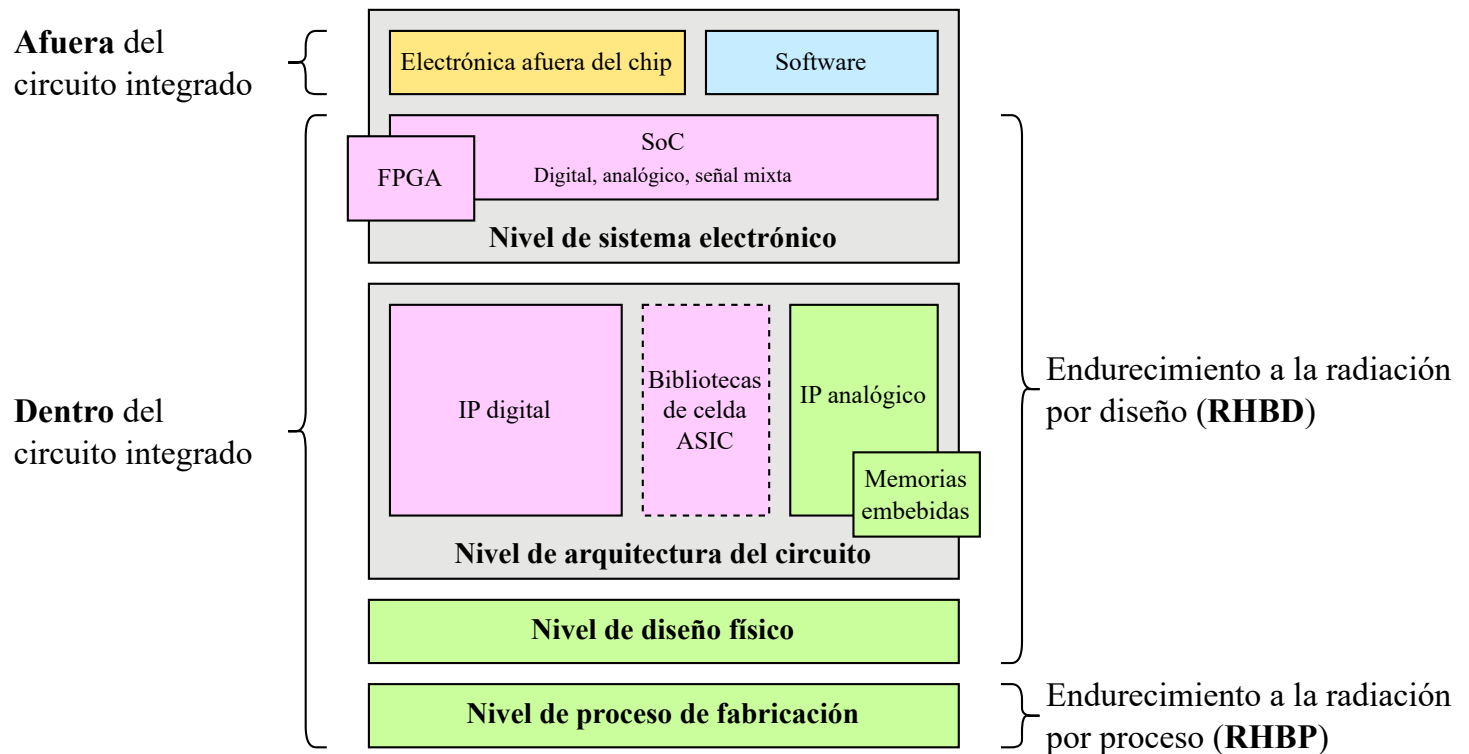 Afuera del
circuito integrado
Electrónica afuera del chip
Software
SoC
Digital, analógico, señal mixta
FPGA
Nivel de sistema electrónico
Dentro del
circuito integrado
IP digital
Bibliotecas
de celda
ASIC
IP analógico
Memorias
embebidas
Nivel de arquitectura del circuito
Endurecimiento a la radiación
por diseño (RHBD)
Nivel de diseño físico
Nivel de proceso de fabricación
Endurecimiento a la radiación
por proceso (RHBP)